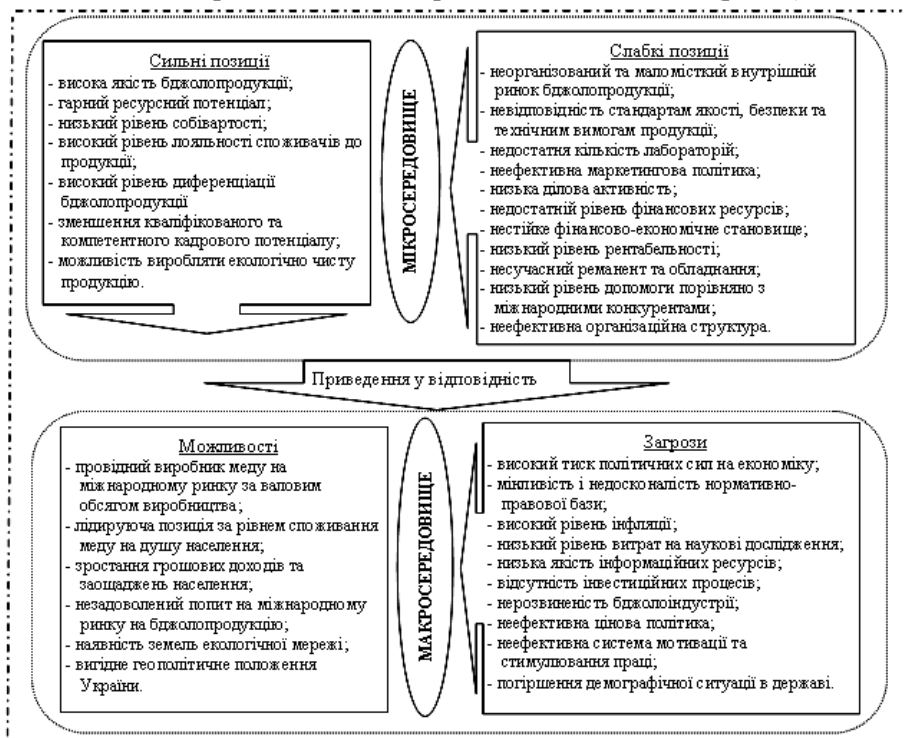 Сильні позиції
- висока якість бджолопродукції;
- гарний ресурсний потенціал;
- низький рівень собівартості;
- високий рівень лояльності споживачів до
продукції;
- високий рівень диференціації
бджолопродукції
- зменшення кваліфікованого та
компетентного кадрового потенціалу;
- можливість виробляти екологічно чисту
продукцію.
МІКРОСЕРЕДОВИЩЕ
Слабкі позиції
- неорганізований та маломісткий внутрішній
ринок бджолопродукції;
- невідповідність стандартам якості, безпеки та
технічним вимогам продукції;
- недостатня кількість лабораторій;
- неефективна маркетингова політика;
- низька ділова активність;
- недостатній рівень фінансових ресурсів;
- нестійке фінансово-економічне становище;
- низький рівень рентабельності;
- несучасний реманент та обладнання;
- низький рівень допомоги порівняно з
міжнародними конкурентами;
- неефективна організаційна структура.
Приведення у відповідність
Можливості
- провідний виробник меду на
міжнародному ринку за валовим
обсягом виробництва;
- лідируюча позиція за рівнем споживання
меду на душу населення;
- зростання грошових доходів та
заощаджень населення;
- незадоволений попит на міжнародному
ринку на бджолопродукцію;
- наявність земель екологічної мережі;
- вигідне геополітичне положення
України.
МАКРОСЕРЕДОВИЩЕ
Загрози
- високий тиск політичних сил на економіку;
- мінливість і недосконалість нормативно-
правової бази;
- високий рівень інфляції;
- низький рівень витрат на наукові дослідження;
- низька якість інформаційних ресурсів;
- відсутність інвестиційних процесів;
- нерозвиненість бджолоіндустрії;
- неефективна цінова політика;
- неефективна система мотивації та
стимулювання праці;
- погіршення демографічної ситуації в державі.